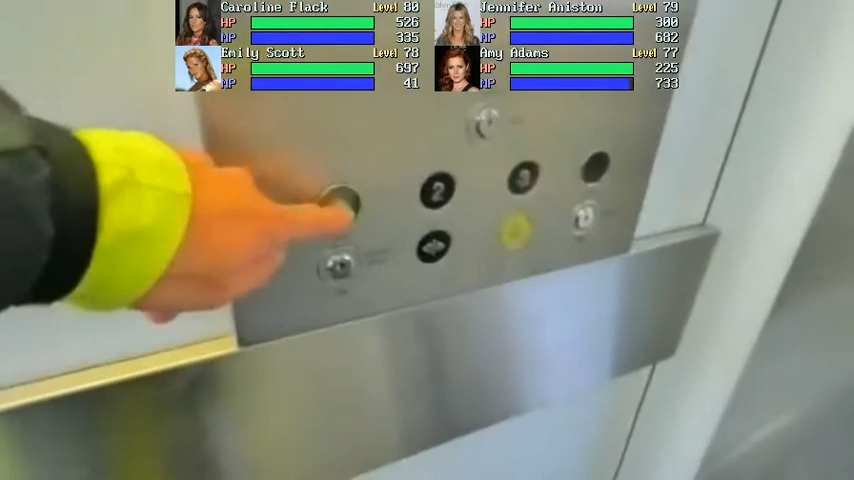 Caroline Flack Level 80
HP 526
MP 335
Emily Scott Level 78
HP 697
MP 41
Jennifer Aniston Level 79
HP 300
MP 682
Amy Adams Level 77
HP 225
MP 733
2
3